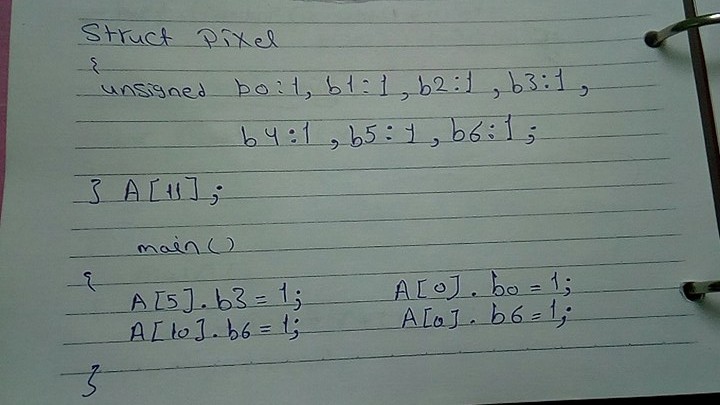 Struct Pixel
{
unsigned b0:1, b1:1, b2:1, b3:1,
b4:1, b5:1, b6:1;
} A[11];
main()
{
A[5].b3=1; A[0].b0=1;
A[10].b6=1; A[0].b6=1;
}